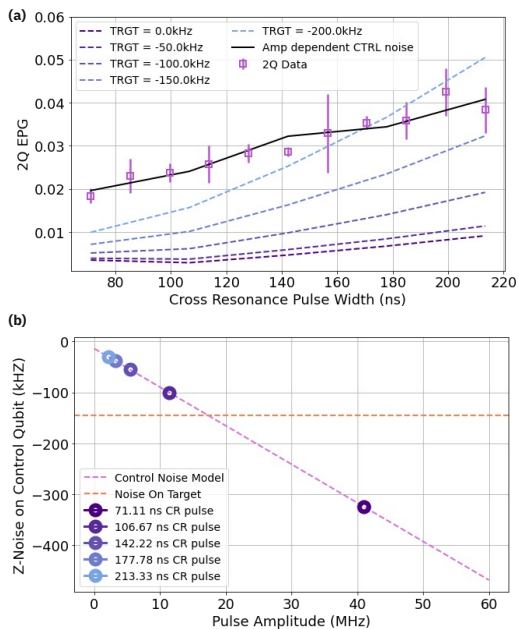 (a)
0.06
0.05
0.04
0.03
0.02
0.01
2Q EPG
TRGT = 0.0kHz
TRGT = -50.0kHz
TRGT = -100.0kHz
TRGT = -150.0kHz
TRGT = -200.0kHz
Amp dependent CTRL noise
2Q Data
80 100 120 140 160 180 200 220
Cross Resonance Pulse Width (ns)
(b)
0
−100
−200
−300
−400
Z-Noise on Control Qubit (kHZ)
Control Noise Model
Noise On Target
71.11 ns CR pulse
106.67 ns CR pulse
142.22 ns CR pulse
177.78 ns CR pulse
213.33 ns CR pulse
0 10 20 30 40 50 60
Pulse Amplitude (MHz)